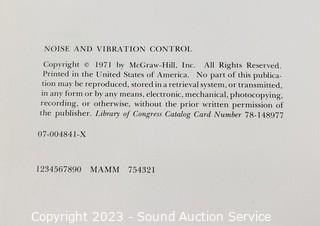 NOISE AND VIBRATION CONTROL
Copyright © 1971 by McGraw-Hill, Inc. All Rights Reserved.
Printed in the United States of America. No part of this publica-
tion may be reproduced, stored in a retrieval system, or transmitted,
in any form or by any means, electronic, mechanical, photocopying,
recording, or otherwise, without the prior written permission of
the publisher. Library of Congress Catalog Card Number 78-148977
07-004841-X
1234567890 MAMM 754321
Copyright 2023 - Sound Auction Service